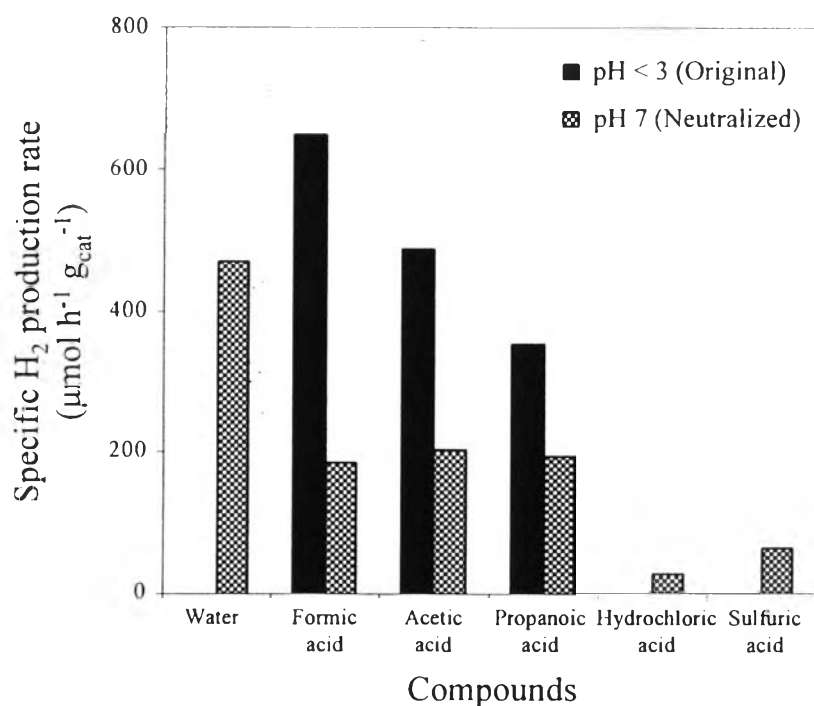 800
600
400
200
0
Specific H₂ production rate
(µmol h⁻¹ g_cat⁻¹)
pH < 3 (Original)
pH 7 (Neutralized)
Water
Formic acid
Acetic acid
Propanoic acid
Hydrochloric acid
Sulfuric acid
Compounds